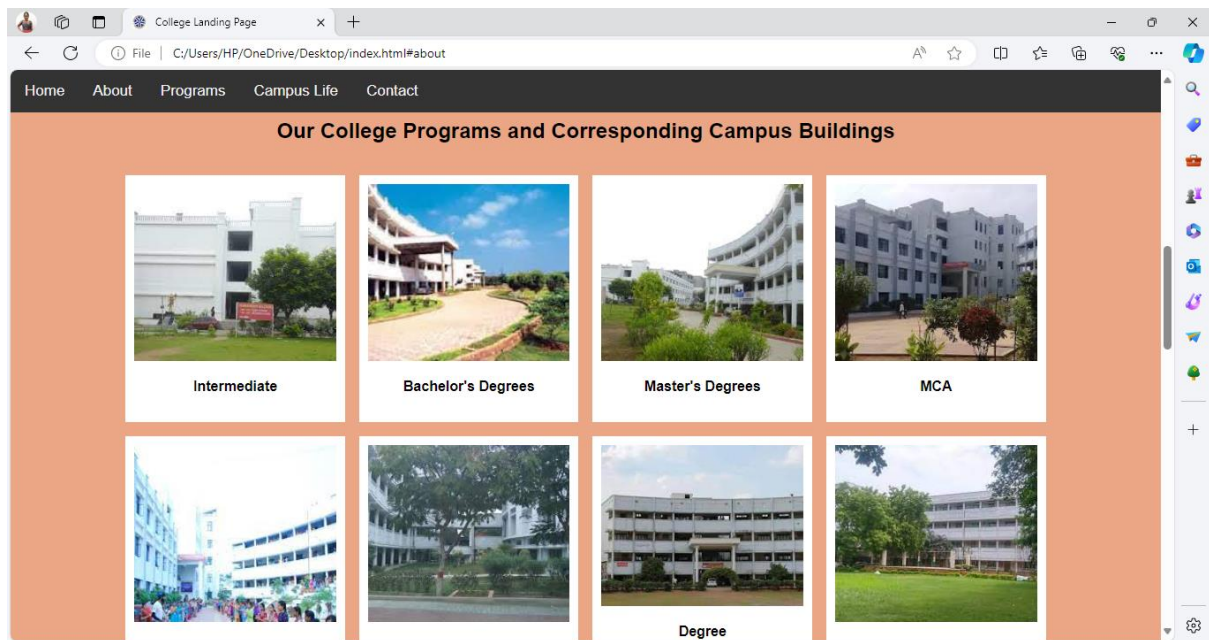 College Landing Page
File | C:/Users/HP/OneDrive/Desktop/index.html#about
Home About Programs Campus Life Contact
Our College Programs and Corresponding Campus Buildings
Intermediate Bachelor's Degrees Master's Degrees MCA
Degree